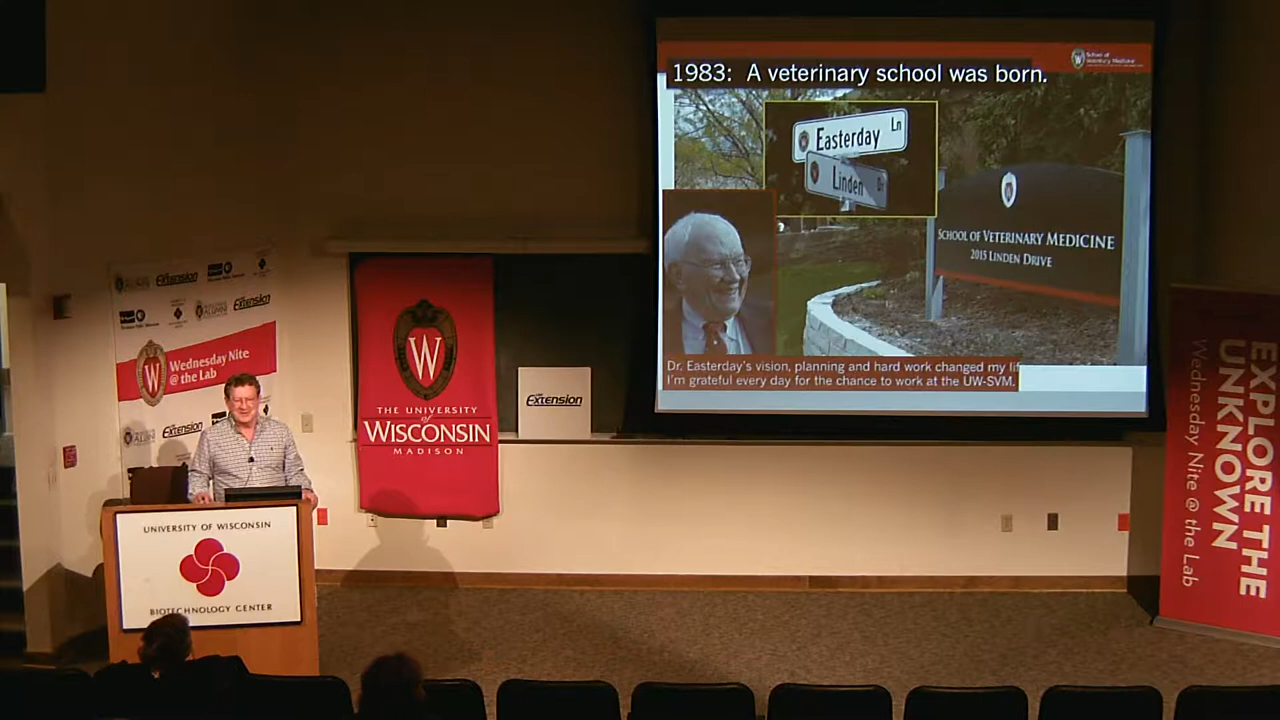 School of
Veterinary Medicine
1983: A veterinary school was born.
Easterday Ln
Linden Dr
SCHOOL OF VETERINARY MEDICINE
2015 LINDEN DRIVE
Dr. Easterday's vision, planning and hard work changed my
I'm grateful every day for the chance to work at the UW-SVM.
Extension
Extension
Wednesday Nite
@ the Lab
W
Extension
W
THE UNIVERSITY
of
WISCONSIN
MADISON
Extension
UNIVERSITY OF WISCONSIN
BIOTECHNOLOGY CENTER
EXPLORE THE
UNKNOWN
Wednesday Nite @ the Lab